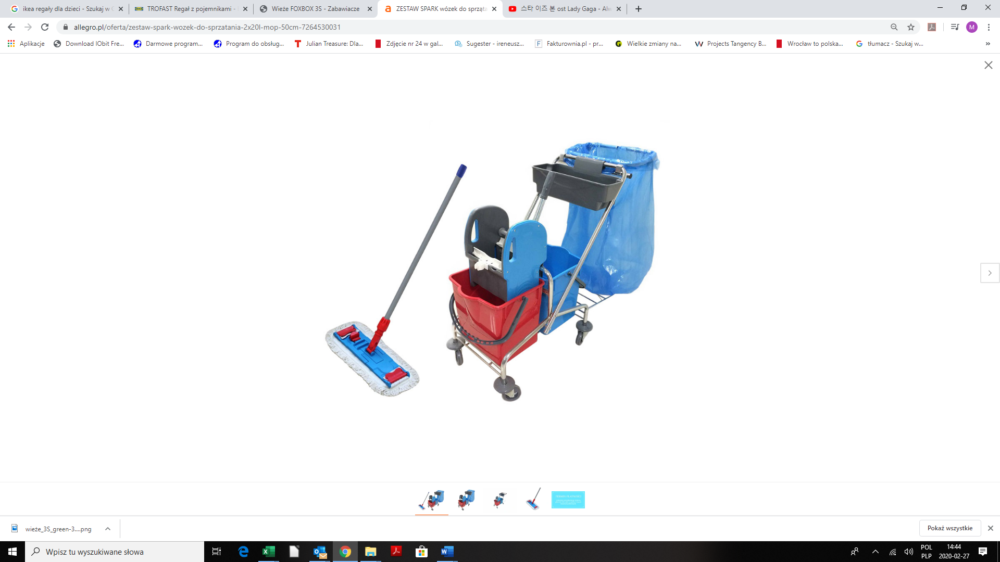 ikea regały dla dzieci - Szukaj w G
TROFAST Regał z pojemnikami -
Wieże FOXBOX 3S - Zabawiacze
ZESTAW SPARK wózek do sprząta
스타 이즈 본 ost Lady Gaga - Alw
allegro.pl/oferta/zestaw-spark-wozek-do-sprzatania-2x20l-mop-50cm-7264530031
M
Aplikacje
Download IObit Fre...
Darmowe program...
Program do obsług...
Julian Treasure: Dla...
Zdjęcie nr 24 w gal...
Sugester - ireneusz...
Fakturownia.pl - pr...
Wielkie zmiany na...
Projects Tangency B...
Wrocław to polska...
tłumacz - Szukaj w...
TERMIN PŁATNOŚCI
wieże_3S_green-3....png
Pokaż wszystkie
Wpisz tu wyszukiwane słowa
POL
PLP
14:44
2020-02-27